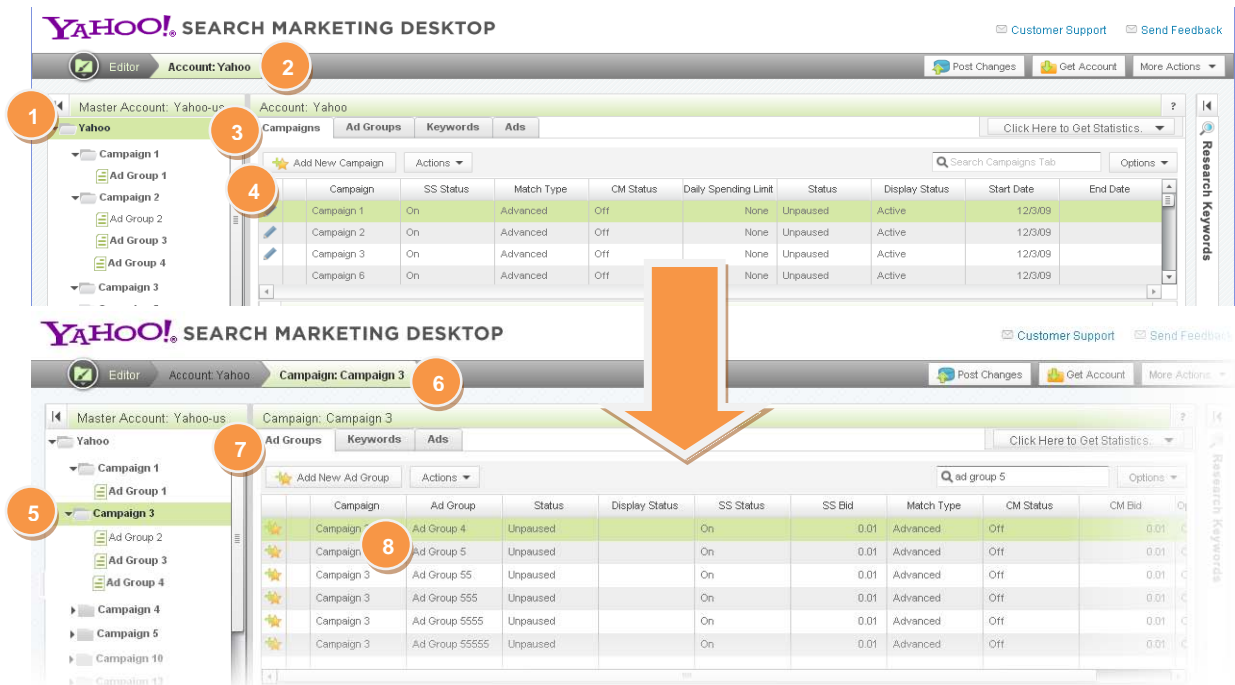 YAHOO! SEARCH MARKETING DESKTOP
Customer Support Send Feedback
Editor Account: Yahoo 2 Post Changes Get Account More Actions
1 Master Account: Yahoo-us Account: Yahoo ?
Yahoo 3 Campaigns Ad Groups Keywords Ads Click Here to Get Statistics.
Campaign 1 Add New Campaign Actions Search Campaigns Tab Options
Ad Group 1
4 Campaign SS Status Match Type CM Status Daily Spending Limit Status Display Status Start Date End Date
Campaign 2 Campaign 1 On Advanced Off None Unpaused Active 12/3/09
Ad Group 2 Campaign 2 On Advanced Off None Unpaused Active 12/3/09
Ad Group 3 Campaign 3 On Advanced Off None Unpaused Active 12/3/09
Ad Group 4 Campaign 6 On Advanced Off None Unpaused Active 12/3/09
Campaign 3
Research Keywords
YAHOO! SEARCH MARKETING DESKTOP
Customer Support Send Feedback
Editor Account: Yahoo Campaign: Campaign 3 6 Post Changes Get Account More Actions
Master Account: Yahoo-us Campaign: Campaign 3 ?
Yahoo 7 Ad Groups Keywords Ads Click Here to Get Statistics.
Campaign 1 Add New Ad Group Actions ad group 5 Options
Ad Group 1
5 Campaign 3 Campaign Ad Group Status Display Status SS Status SS Bid Match Type CM Status CM Bid
Ad Group 2 Campaign Ad Group 4 Unpaused On 0.01 Advanced Off 0.01
Ad Group 3 Campaign 8 Ad Group 5 Unpaused On 0.01 Advanced Off 0.01
Ad Group 4 Campaign 3 Ad Group 55 Unpaused On 0.01 Advanced Off 0.01
Campaign 4 Campaign 3 Ad Group 555 Unpaused On 0.01 Advanced Off 0.01
Campaign 5 Campaign 3 Ad Group 5555 Unpaused On 0.01 Advanced Off 0.01
Campaign 10 Campaign 3 Ad Group 55555 Unpaused On 0.01 Advanced Off 0.01
Campaign 13
Research Keywords